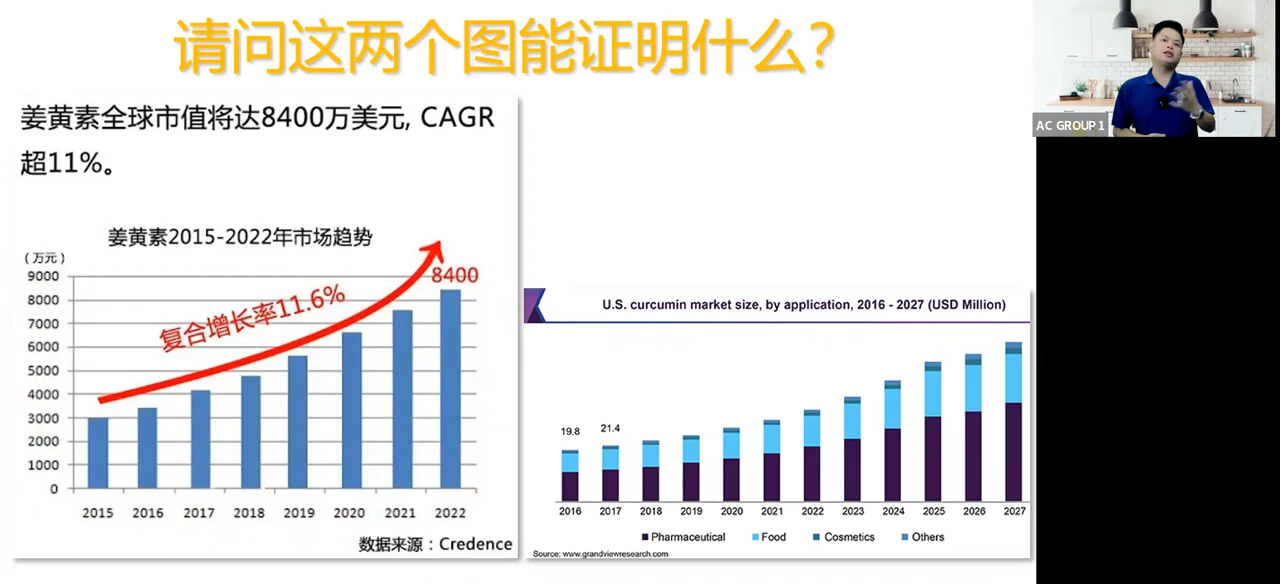 请问这两个图能证明什么？
AC GROUP 1
姜黄素全球市值将达8400万美元, CAGR
超11%。
姜黄素2015-2022年市场趋势
（万元）
9000
8000
7000
6000
5000
4000
3000
2000
1000
0
复合增长率11.6%
8400
2015 2016 2017 2018 2019 2020 2021 2022
数据来源：Credence
U.S. curcumin market size, by application, 2016 - 2027 (USD Million)
19.8 21.4
2016 2017 2018 2019 2020 2021 2022 2023 2024 2025 2026 2027
Pharmaceutical Food Cosmetics Others
Source: www.grandviewresearch.com